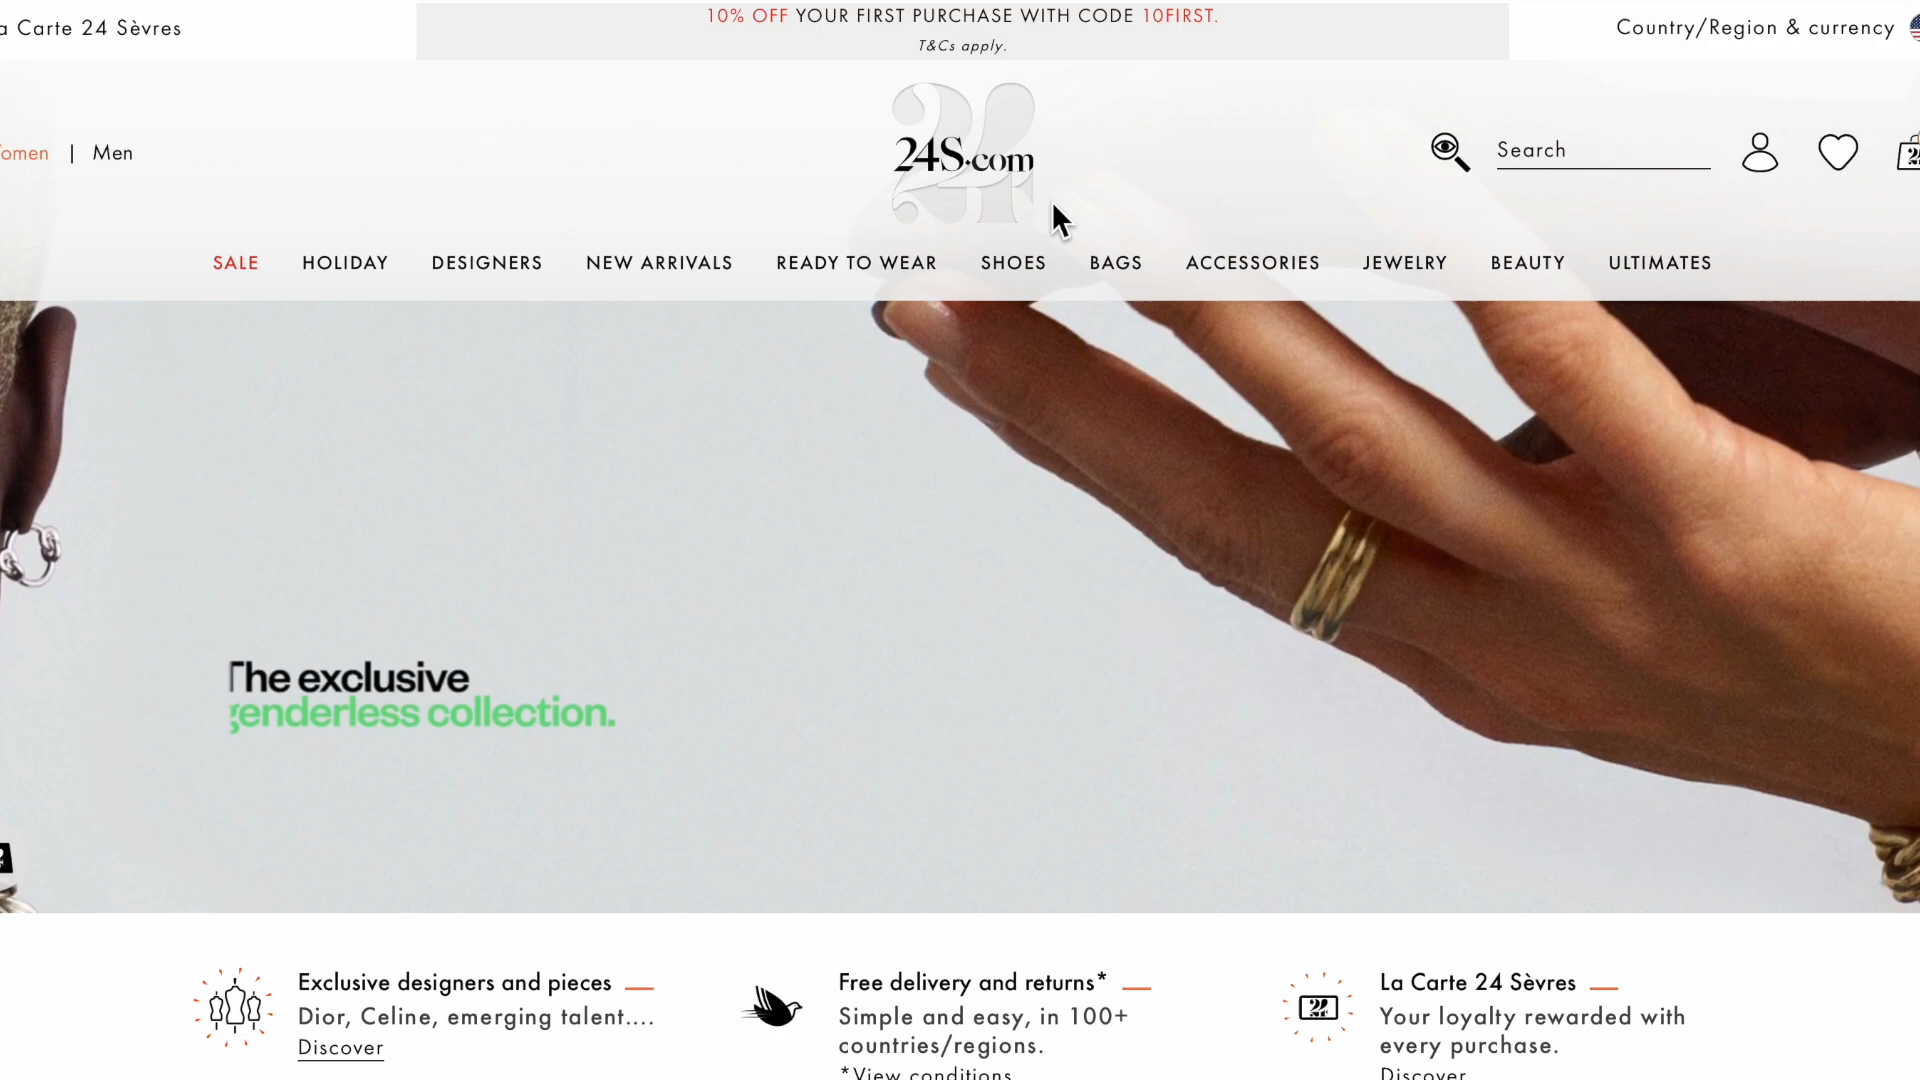 La Carte 24 Sèvres
10% OFF YOUR FIRST PURCHASE WITH CODE 10FIRST.
T&Cs apply.
Country/Region & currency
Women | Men
24S.com
Search
SALE HOLIDAY DESIGNERS NEW ARRIVALS READY TO WEAR SHOES BAGS ACCESSORIES JEWELRY BEAUTY ULTIMATES
The exclusive
genderless collection.
Exclusive designers and pieces
Dior, Celine, emerging talent....
Discover
Free delivery and returns*
Simple and easy, in 100+
countries/regions.
*View conditions
La Carte 24 Sèvres
Your loyalty rewarded with
every purchase.
Discover